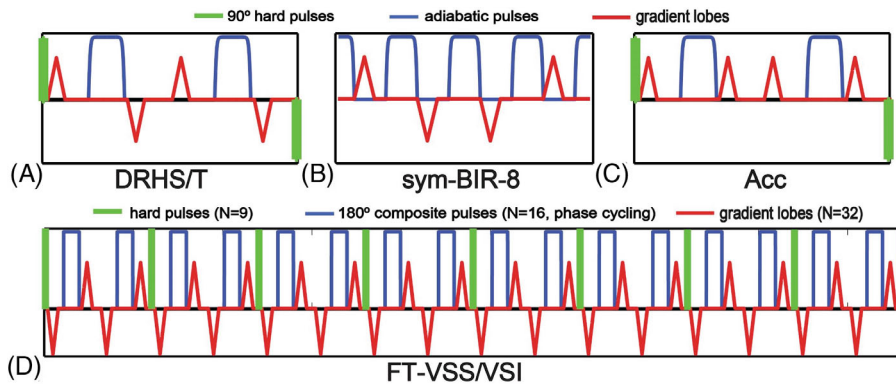 90º hard pulses adiabatic pulses gradient lobes
(A) DRHS/T (B) sym-BIR-8 (C) Acc
hard pulses (N=9) 180º composite pulses (N=16, phase cycling) gradient lobes (N=32)
(D) FT-VSS/VSI